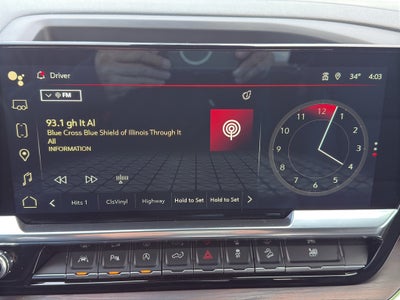 Driver
34° 4:03
FM
93.1 gh It Al
Blue Cross Blue Shield of Illinois Through It
All
INFORMATION
12
1
2
3
4
5
6
7
8
9
10
11
Hits 1 ClsVinyl Highway Hold to Set Hold to Set